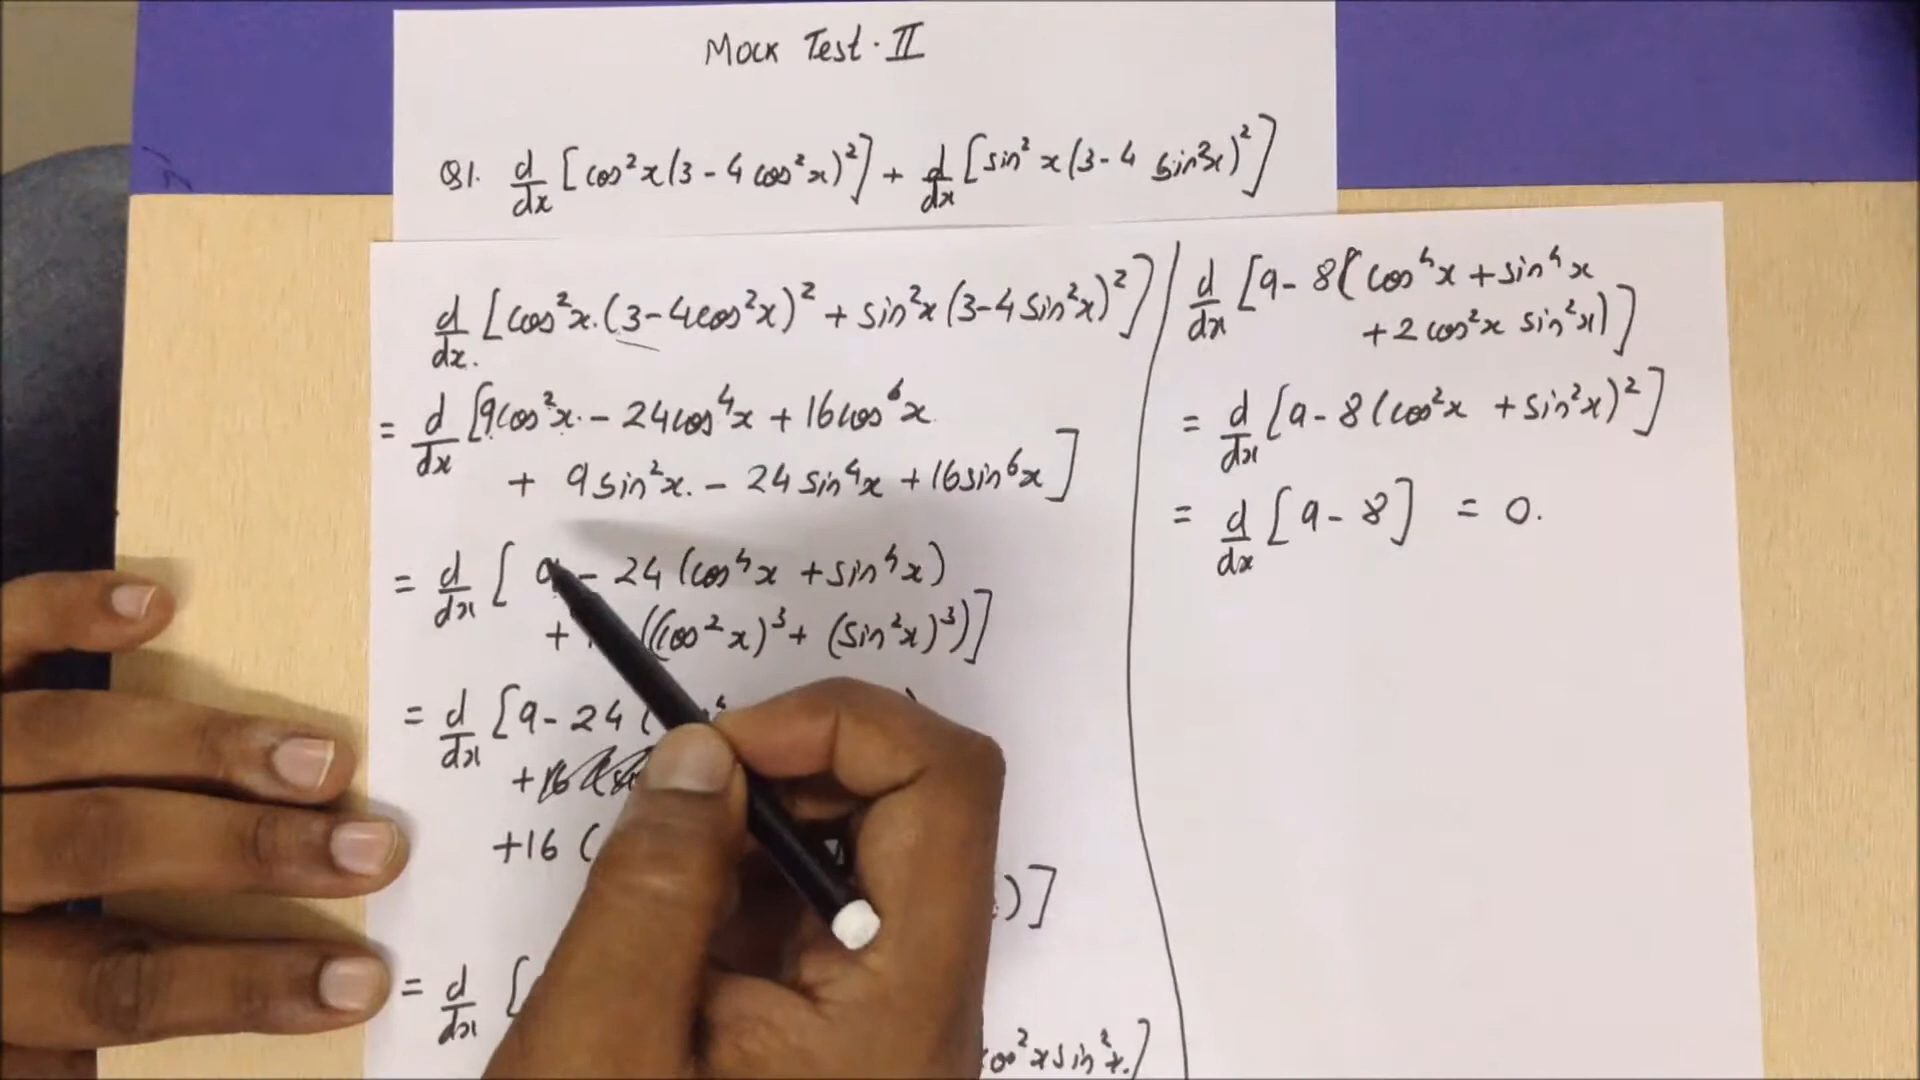 Mock Test. II
Q1. d/dx [cos²x(3 - 4 cos²x)²] + d/dx [sin² x (3 - 4 sin²x)²]
d/dx. [cos²x.(3-4cos²x)² + sin²x(3-4 sin²x)²]
= d/dx [9cos²x. - 24cos⁴x + 16cos⁶x
+ 9 sin²x. - 24 sin⁴x + 16sin⁶x]
= d/dx [ 9 - 24 (cos⁴x + sin⁴x)
+ ((cos²x)³ + (sin²x)³)]
= d/dx [9 - 24 (
+16 (
)]
= d/dx [
cos²x sin²x.]
d/dx [9 - 8(cos⁴x + sin⁴x
+ 2 cos²x sin²x)]
= d/dx [9 - 8(cos²x + sin²x)²]
= d/dx [9 - 8] = 0.